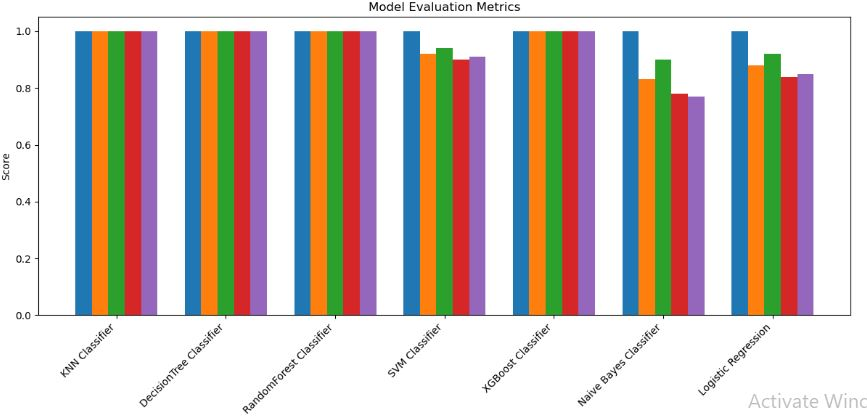 Model Evaluation Metrics
Score
1.0
0.8
0.6
0.4
0.2
0.0
KNN Classifier
DecisionTree Classifier
RandomForest Classifier
SVM Classifier
XGBoost Classifier
Naive Bayes Classifier
Logistic Regression
Activate Winc